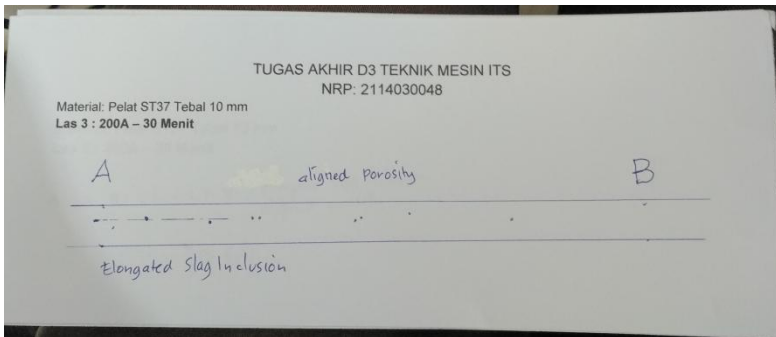 TUGAS AKHIR D3 TEKNIK MESIN ITS
NRP: 2114030048
Material: Pelat ST37 Tebal 10 mm
Las 3 : 200A – 30 Menit
A aligned porosity B
Elongated Slag Inclusion